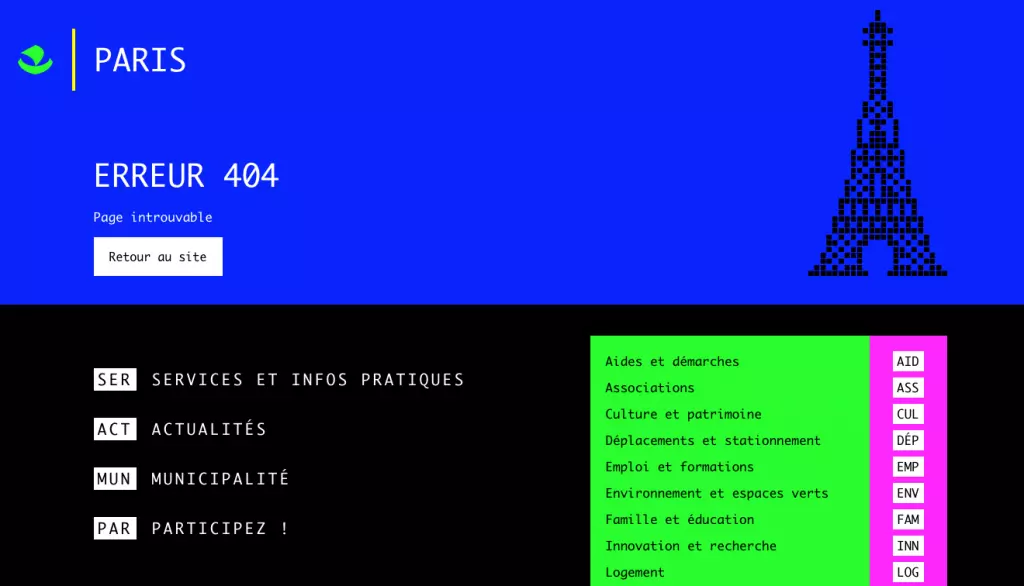 PARIS
ERREUR 404
Page introuvable
Retour au site
SER SERVICES ET INFOS PRATIQUES
ACT ACTUALITÉS
MUN MUNICIPALITÉ
PAR PARTICIPEZ !
Aides et démarches AID
Associations ASS
Culture et patrimoine CUL
Déplacements et stationnement DÉP
Emploi et formations EMP
Environnement et espaces verts ENV
Famille et éducation FAM
Innovation et recherche INN
Logement LOG